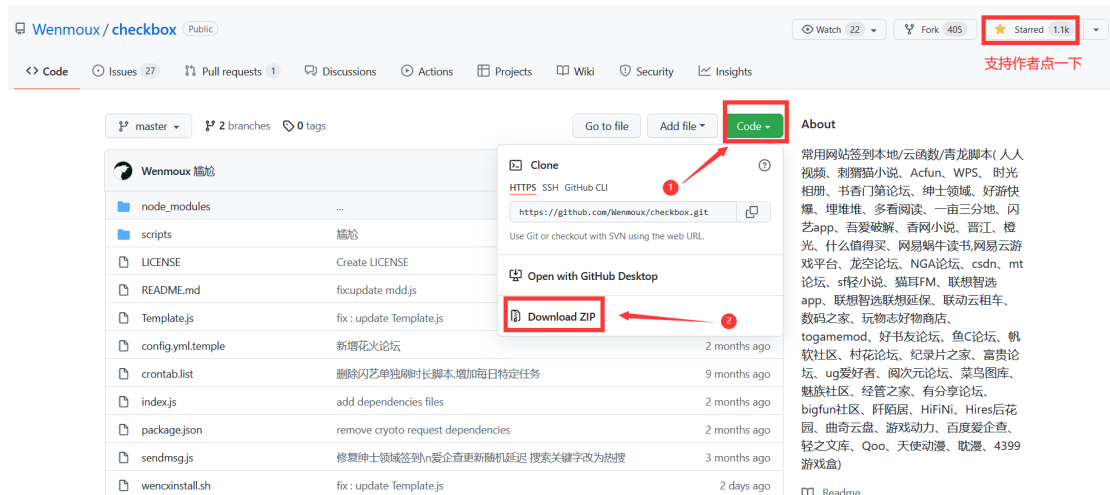 Wenmoux / checkbox Public
Watch 22
Fork 405
Starred 1.1k
支持作者点一下
Code
Issues 27
Pull requests 1
Discussions
Actions
Projects
Wiki
Security
Insights
master
2 branches
0 tags
Go to file
Add file
Code
Wenmoux 尴尬
node_modules ...
scripts 尴尬
LICENSE Create LICENSE
README.md fix:update mdd.js
Template.js fix : update Template.js
config.yml.temple 新增花火论坛 2 months ago
crontab.list 删除闪艺单独刷时长脚本,增加每日特定任务 9 months ago
index.js add dependencies files 2 months ago
package.json remove cryoto request dependencies 2 months ago
sendmsg.js 修复绅士领域签到\n爱企查更新随机延迟 搜索关键字改为热搜 3 months ago
wencxinstall.sh fix : update Template.js 2 days ago
Clone
HTTPS SSH GitHub CLI
https://github.com/Wenmoux/checkbox.git
Use Git or checkout with SVN using the web URL.
Open with GitHub Desktop
Download ZIP
1
2
About
常用网站签到本地/云函数/青龙脚本( 人人
视频、刺猬猫小说、Acfun、WPS、 时光
相册、书香门第论坛、绅士领域、好游快
爆、埋堆堆、多看阅读、一亩三分地、闪
艺app、吾爱破解、香网小说、晋江、橙
光、什么值得买、网易蜗牛读书,网易云游
戏平台、龙空论坛、NGA论坛、csdn、mt
论坛、sf轻小说、猫耳FM、联想智选
app、联想智选联想延保、联动云租车、
数码之家、玩物志好物商店、
togamemod、好书友论坛、鱼C论坛、帆
软社区、村花论坛、纪录片之家、富贵论
坛、ug爱好者、阅次元论坛、菜鸟图库、
魅族社区、经管之家、有分享论坛、
bigfun社区、阡陌居、HiFiNi、Hires后花
园、曲奇云盘、游戏动力、百度爱企查、
轻之文库、Qoo、天使动漫、耽漫、4399
游戏盒)
Readme